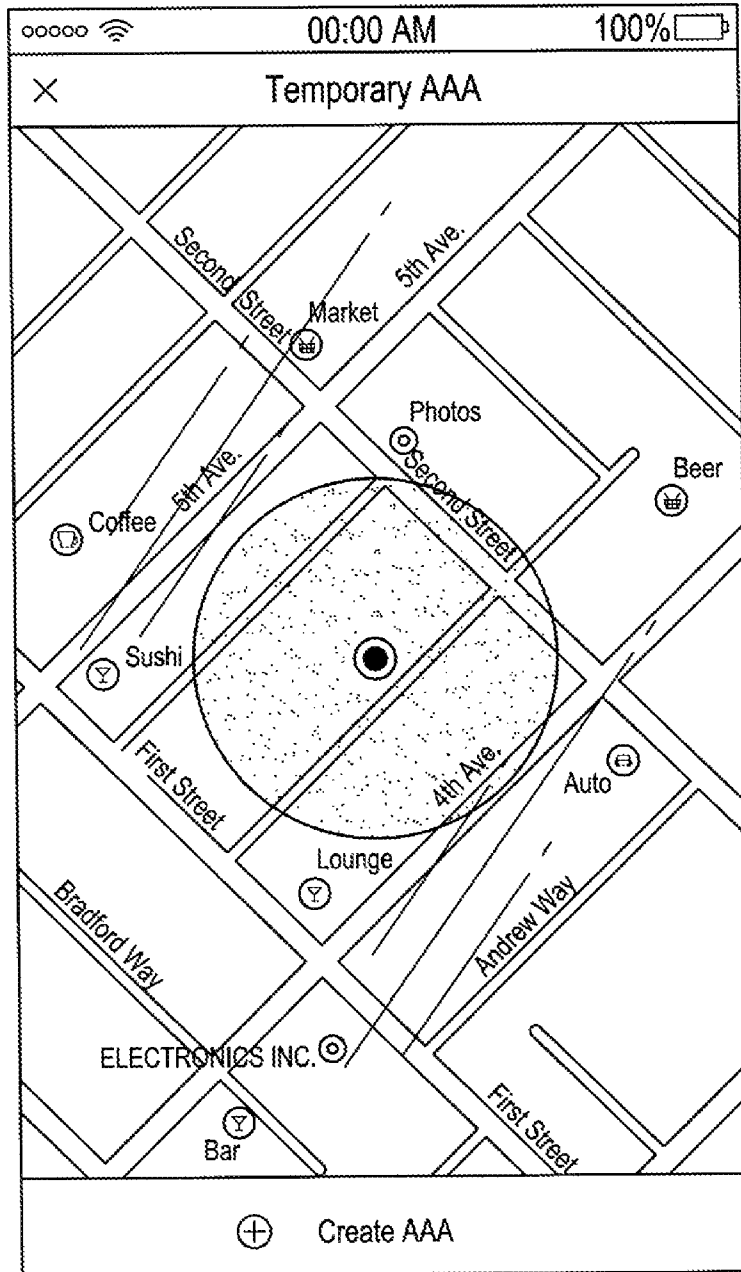 00:00 AM 100%
Temporary AAA
Second Street
5th Ave.
Market
Photos
Second Street
Beer
5th Ave.
Coffee
Sushi
First Street
4th Ave.
Auto
Lounge
Bradford Way
Andrew Way
ELECTRONICS INC.
Bar
First Street
Create AAA